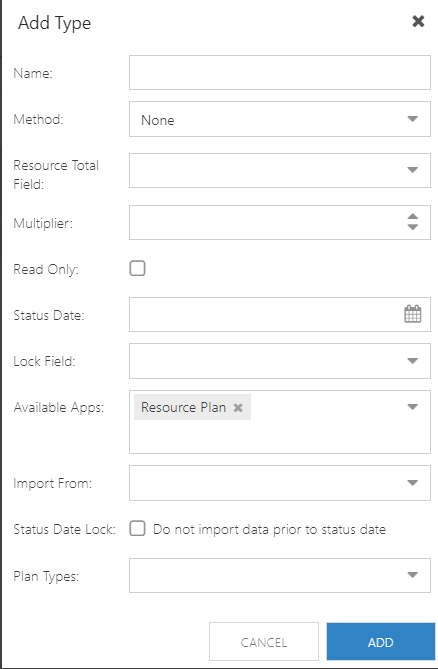 Add Type
Name:
Method:
None
Resource Total
Field:
Multiplier:
Read Only:
Status Date:
Lock Field:
Available Apps:
Resource Plan
Import From:
Status Date Lock:
Do not import data prior to status date
Plan Types:
CANCEL
ADD